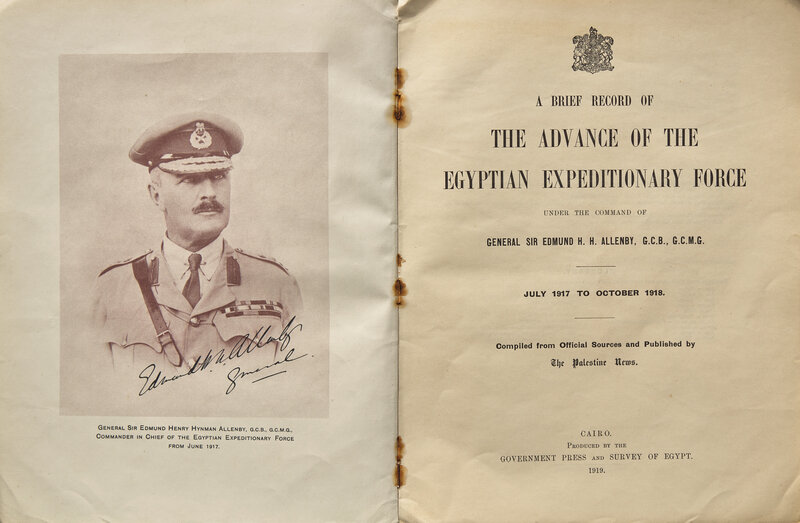 Edmund H. H. Allenby
General.
GENERAL SIR EDMUND HENRY HYNMAN ALLENBY, G.C.B., G.C.M.G.,
COMMANDER IN CHIEF OF THE EGYPTIAN EXPEDITIONARY FORCE
FROM JUNE 1917.
A BRIEF RECORD OF
THE ADVANCE OF THE
EGYPTIAN EXPEDITIONARY FORCE
UNDER THE COMMAND OF
GENERAL SIR EDMUND H. H. ALLENBY, G.C.B., G.C.M.G.
JULY 1917 TO OCTOBER 1918.
Compiled from Official Sources and Published by
The Palestine News.
CAIRO.
PRODUCED BY THE
GOVERNMENT PRESS AND SURVEY OF EGYPT.
1919.